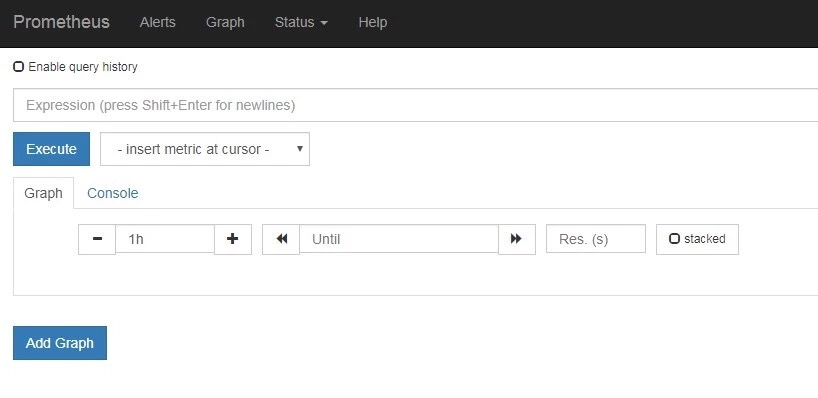 Prometheus Alerts Graph Status Help
Enable query history
Expression (press Shift+Enter for newlines)
Execute - insert metric at cursor -
Graph Console
1h Until Res. (s) stacked
Add Graph